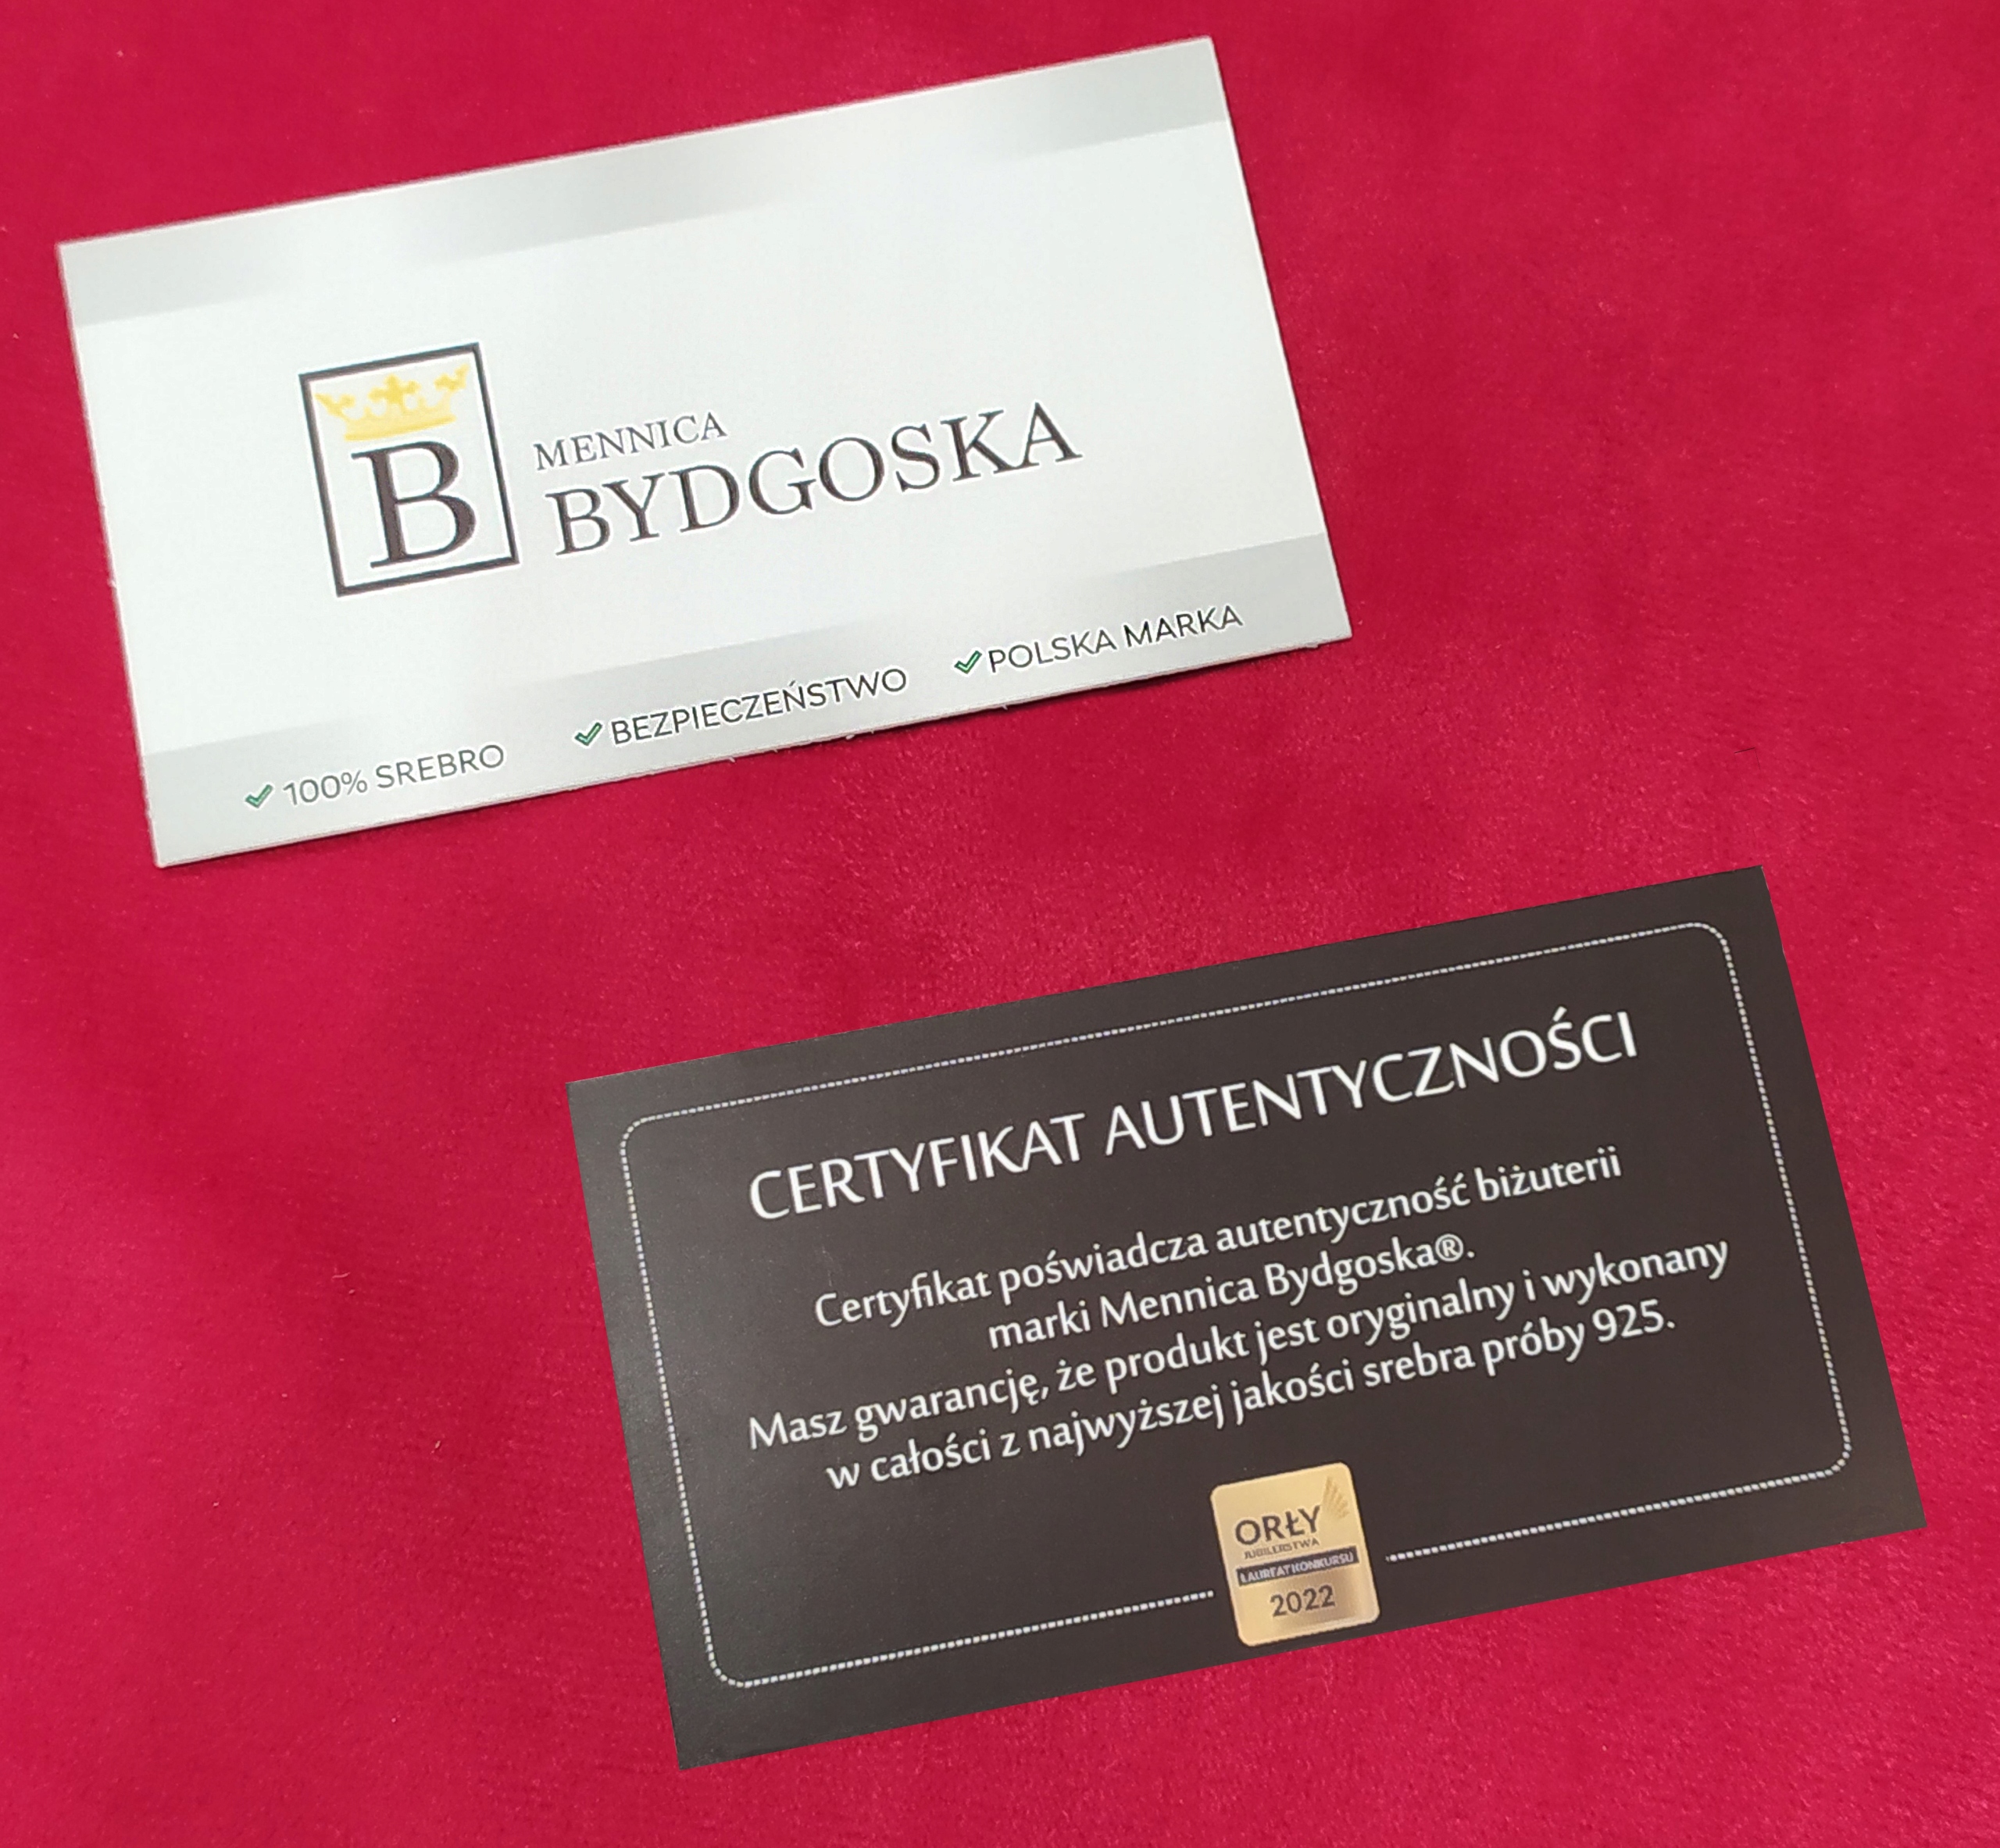 B
MENNICA
BYDGOSKA
100% SREBRO
BEZPIECZEŃSTWO
POLSKA MARKA
CERTYFIKAT AUTENTYCZNOŚCI
Certyfikat poświadcza autentyczność biżuterii
marki Mennica Bydgoska®.
Masz gwarancję, że produkt jest oryginalny i wykonany
w całości z najwyższej jakości srebra próby 925.
ORŁY
JUBILERSTWA
LAUREAT KONKURSU
2022